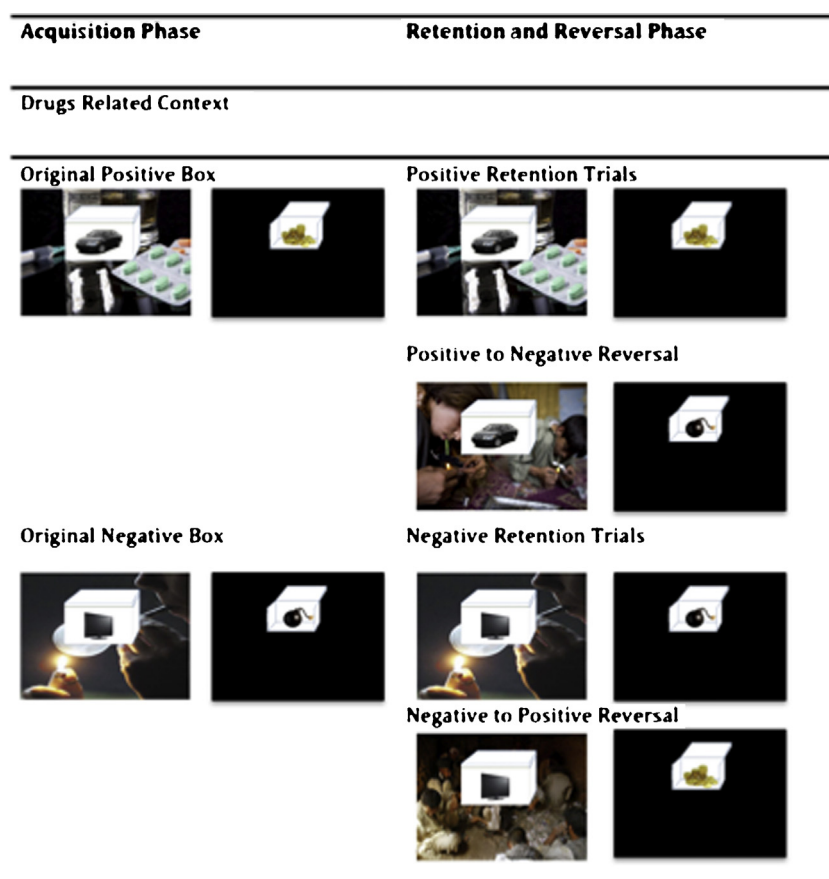 Acquisition Phase
Retention and Reversal Phase
Drugs Related Context
Original Positive Box
Positive Retention Trials
Positive to Negative Reversal
Original Negative Box
Negative Retention Trials
Negative to Positive Reversal